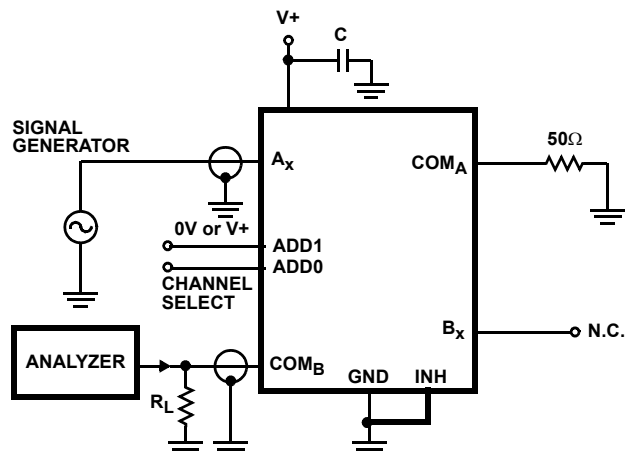 V+
C
SIGNAL
GENERATOR
50Ω
Ax
COMA
0V or V+
ADD1
ADD0
CHANNEL
SELECT
Bx
N.C.
ANALYZER
COMB
GND
INH
RL